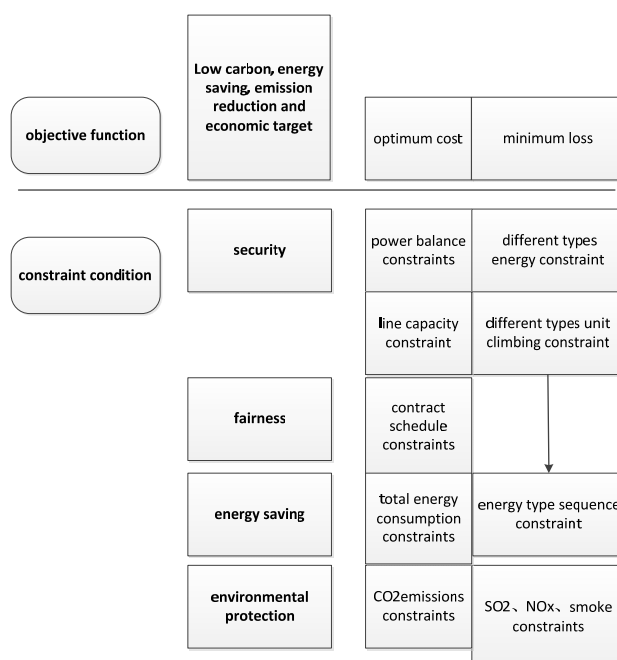 Low carbon, energy
saving, emission
reduction and
economic target
objective function
optimum cost
minimum loss
constraint condition
security
power balance
constraints
different types
energy constraint
line capacity
constraint
different types unit
climbing constraint
fairness
contract
schedule
constraints
energy saving
total energy
consumption
constraints
energy type sequence
constraint
environmental
protection
CO2emissions
constraints
SO2、NOx、smoke
constraints